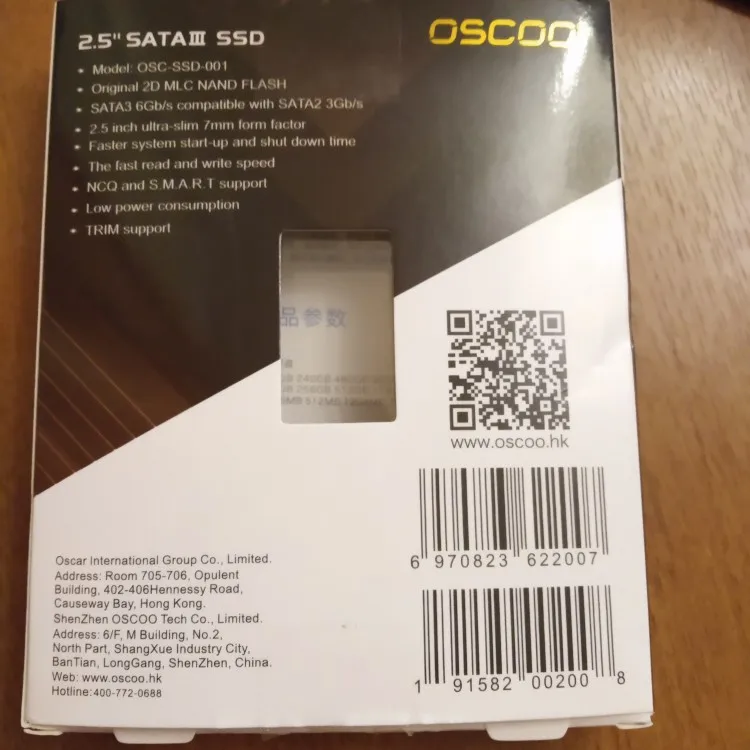 2.5" SATAⅢ SSD
OSCOO
• Model: OSC-SSD-001
• Original 2D MLC NAND FLASH
• SATA3 6Gb/s compatible with SATA2 3Gb/s
• 2.5 inch ultra-slim 7mm form factor
• Faster system start-up and shut down time
• The fast read and write speed
• NCQ and S.M.A.R.T support
• Low power consumption
• TRIM support
品参数
www.oscoo.hk
6 970823 622007
Oscar International Group Co., Limited.
Address: Room 705-706, Opulent
Building, 402-406Hennessy Road,
Causeway Bay, Hong Kong.
ShenZhen OSCOO Tech Co., Limited.
Address: 6/F, M Building, No.2,
North Part, ShangXue Industry City,
BanTian, LongGang, ShenZhen, China.
Web: www.oscoo.hk
Hotline:400-772-0688
1 91582 00200 8